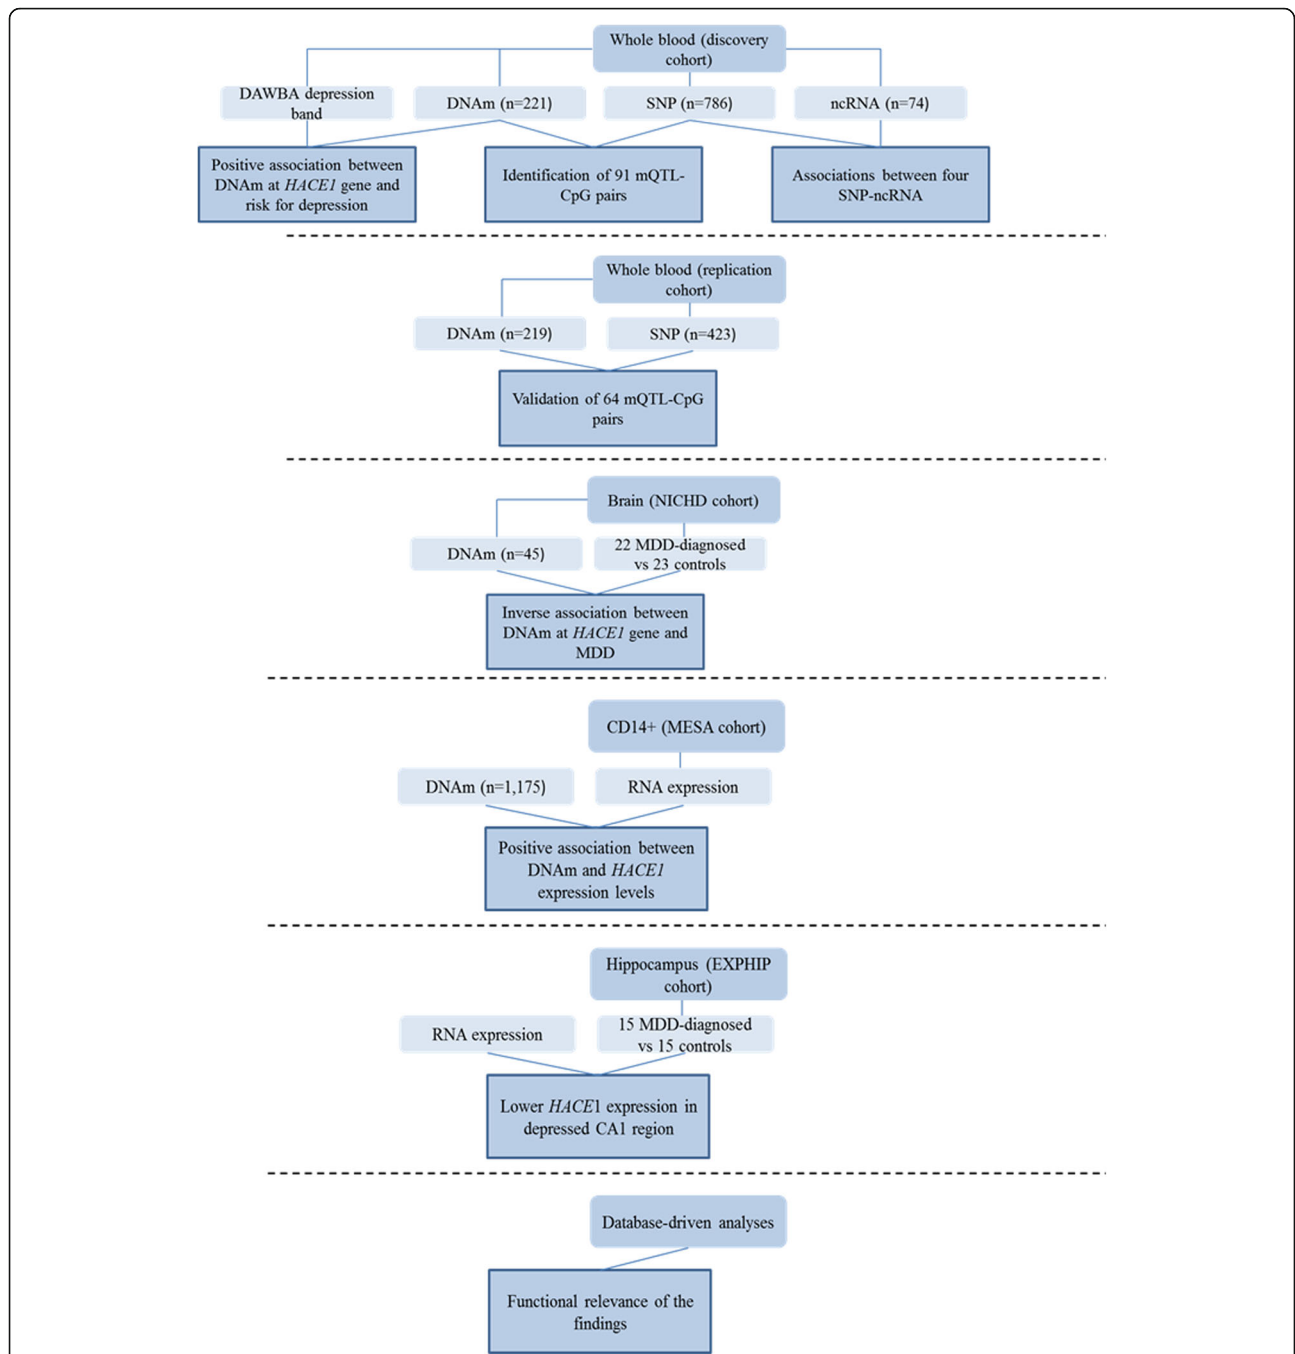 Whole blood (discovery
cohort)
DAWBA depression
band
DNAm (n=221)
SNP (n=786)
ncRNA (n=74)
Positive association between
DNAm at HACE1 gene and
risk for depression
Identification of 91 mQTL-
CpG pairs
Associations between four
SNP-ncRNA
Whole blood (replication
cohort)
DNAm (n=219)
SNP (n=423)
Validation of 64 mQTL-CpG
pairs
Brain (NICHD cohort)
DNAm (n=45)
22 MDD-diagnosed
vs 23 controls
Inverse association between
DNAm at HACE1 gene and
MDD
CD14+ (MESA cohort)
DNAm (n=1,175)
RNA expression
Positive association between
DNAm and HACE1
expression levels
Hippocampus (EXPHIP
cohort)
RNA expression
15 MDD-diagnosed
vs 15 controls
Lower HACE1 expression in
depressed CA1 region
Database-driven analyses
Functional relevance of the
findings